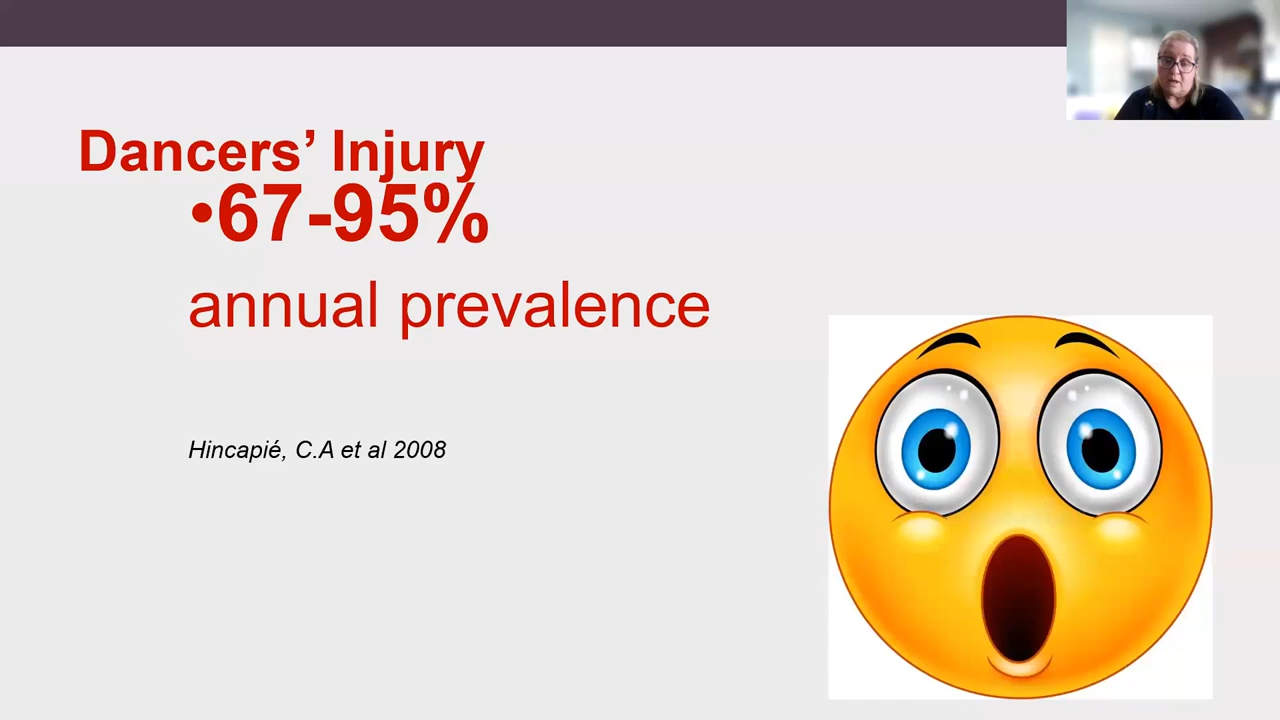 Dancers’ Injury
•67-95%
annual prevalence
Hincapié, C.A et al 2008